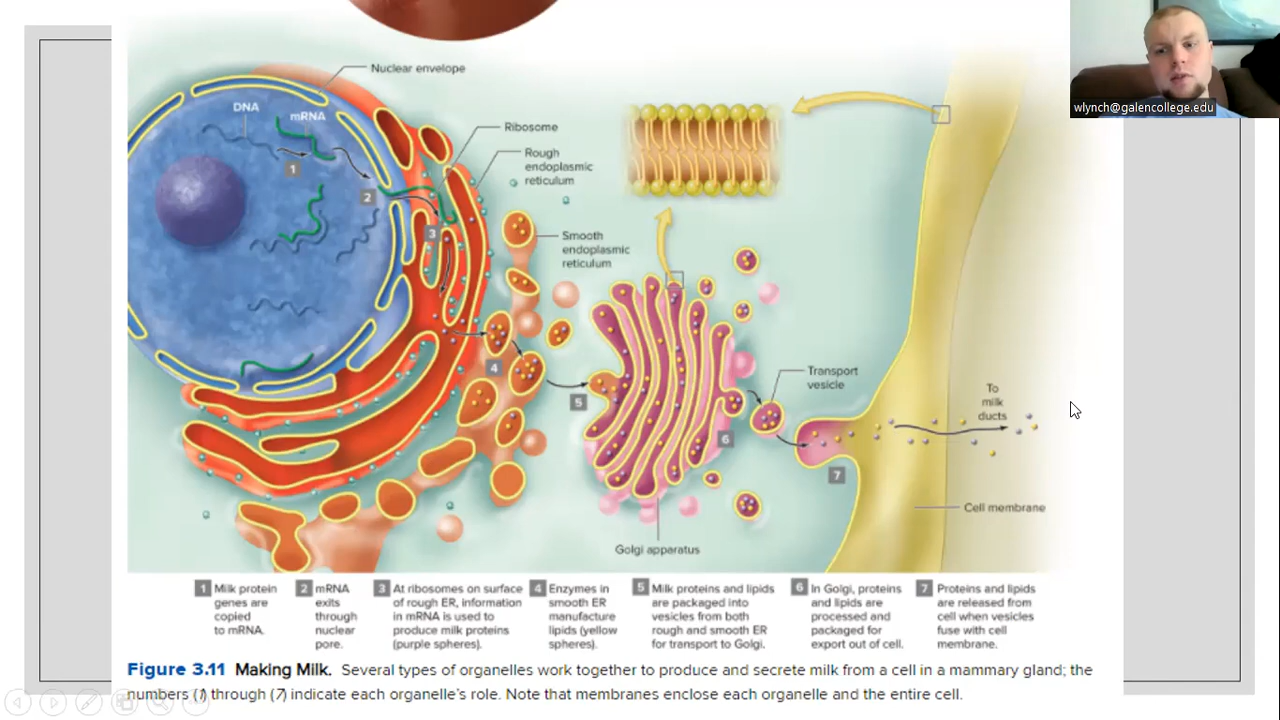 wlynch@galencollege.edu
Nuclear envelope
DNA
mRNA
1
2
3
Ribosome
Rough
endoplasmic
reticulum
Smooth
endoplasmic
reticulum
4
5
6
Transport
vesicle
7
To
milk
ducts
Cell membrane
Golgi apparatus
1 Milk protein
genes are
copied
to mRNA.
2 mRNA
exits
through
nuclear
pore.
3 At ribosomes on surface
of rough ER, information
in mRNA is used to
produce milk proteins
(purple spheres).
4 Enzymes in
smooth ER
manufacture
lipids (yellow
spheres).
5 Milk proteins and lipids
are packaged into
vesicles from both
rough and smooth ER
for transport to Golgi.
6 In Golgi, proteins
and lipids are
processed and
packaged for
export out of cell.
7 Proteins and lipids
are released from
cell when vesicles
fuse with cell
membrane.
Figure 3.11 Making Milk. Several types of organelles work together to produce and secrete milk from a cell in a mammary gland; the
numbers (1) through (7) indicate each organelle's role. Note that membranes enclose each organelle and the entire cell.